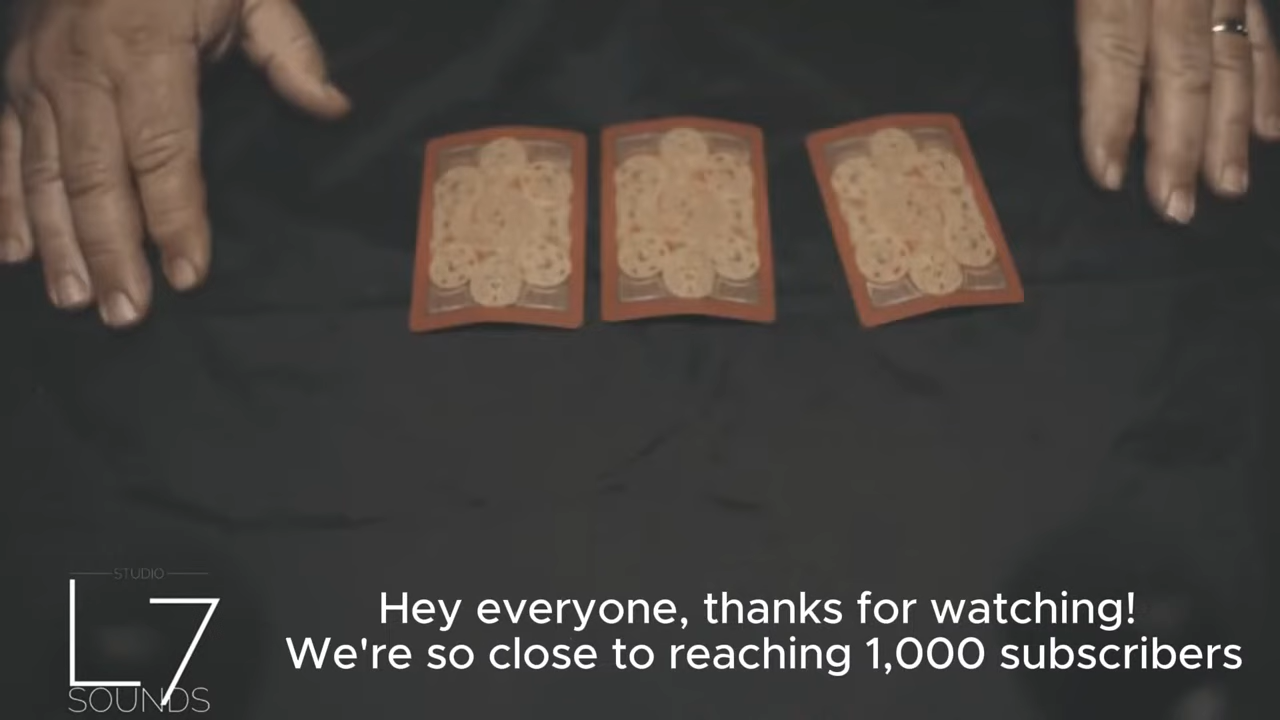 STUDIO
L7
SOUNDS
Hey everyone, thanks for watching!
We're so close to reaching 1,000 subscribers